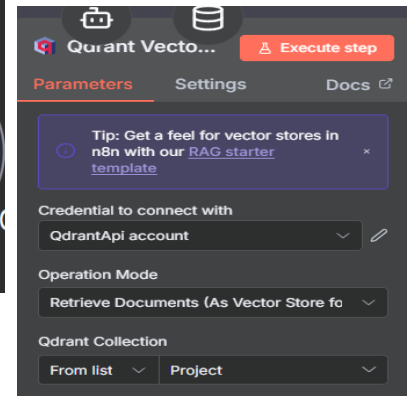 Qdrant Vecto...
Execute step
Parameters
Settings
Docs
Tip: Get a feel for vector stores in
n8n with our RAG starter
template
×
Credential to connect with
QdrantApi account
Operation Mode
Retrieve Documents (As Vector Store fo
Qdrant Collection
From list
Project